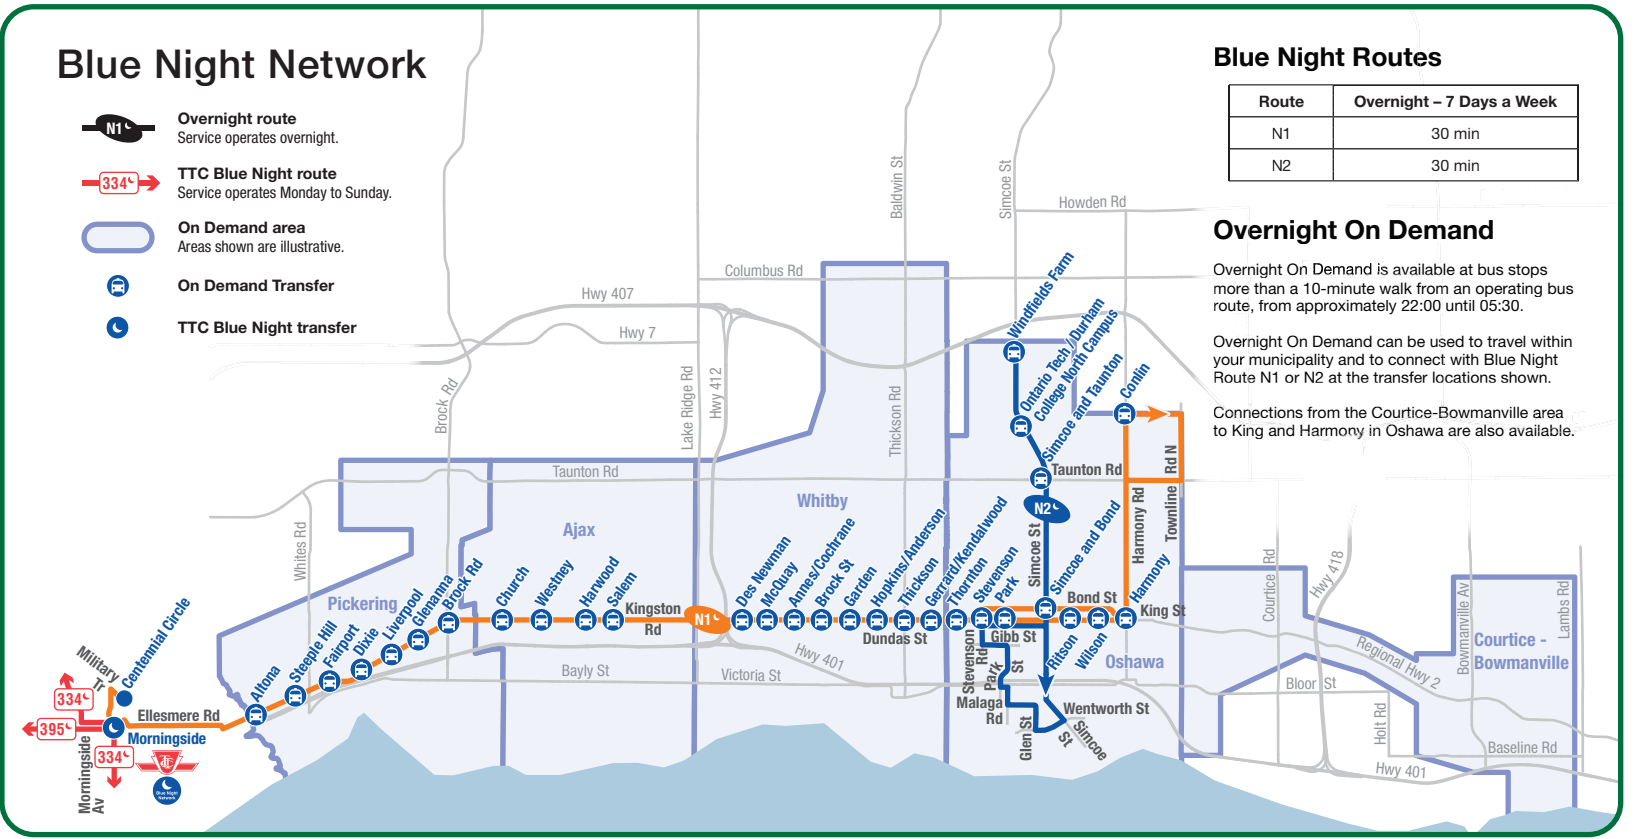 Blue Night Network
N1
Overnight route
Service operates overnight.
334
TTC Blue Night route
Service operates Monday to Sunday.
On Demand area
Areas shown are illustrative.
On Demand Transfer
TTC Blue Night transfer
Blue Night Routes
Route
Overnight – 7 Days a Week
N1
30 min
N2
30 min
Overnight On Demand
Overnight On Demand is available at bus stops
more than a 10-minute walk from an operating bus
route, from approximately 22:00 until 05:30.
Overnight On Demand can be used to travel within
your municipality and to connect with Blue Night
Route N1 or N2 at the transfer locations shown.
Connections from the Courtice-Bowmanville area
to King and Harmony in Oshawa are also available.
Baldwin St
Simcoe St
Howden Rd
Columbus Rd
Hwy 407
Hwy 7
Brock Rd
Lake Ridge Rd
Hwy 412
Thickson Rd
Windfields Farm
Ontario Tech / Durham
College North Campus
Simcoe and Taunton
Conlin
Taunton Rd
Taunton Rd
Whites Rd
Whitby
Ajax
Pickering
Oshawa
Courtice -
Bowmanville
N2
Simcoe St
Harmony Rd
Townline Rd N
Courtice Rd
Hwy 418
Bowmanville Av
Lambs Rd
Centennial Circle
Military
Tr
334
395
334
Morningside
Morningside
Av
TTC
Blue Night
Network
Ellesmere Rd
Altona
Steeple Hill
Fairport
Dixie
Liverpool
Glenanna
Brock Rd
Church
Westney
Harwood
Salem
Kingston
Rd
N1
Des Newman
McQuay
Annes/Cochrane
Brock St
Garden
Hopkins/Anderson
Thickson
Gerrard/Kendalwood
Thornton
Stevenson
Park
Simcoe and Bond
Ritson
Wilson
Harmony
Bond St
King St
Dundas St
Gibb St
Stevenson
Rd
Park
St
Malaga
Rd
Glen St
Wentworth St
Simcoe
St
Hwy 401
Bayly St
Victoria St
Bloor St
Regional Hwy 2
Holt Rd
Baseline Rd
Hwy 401